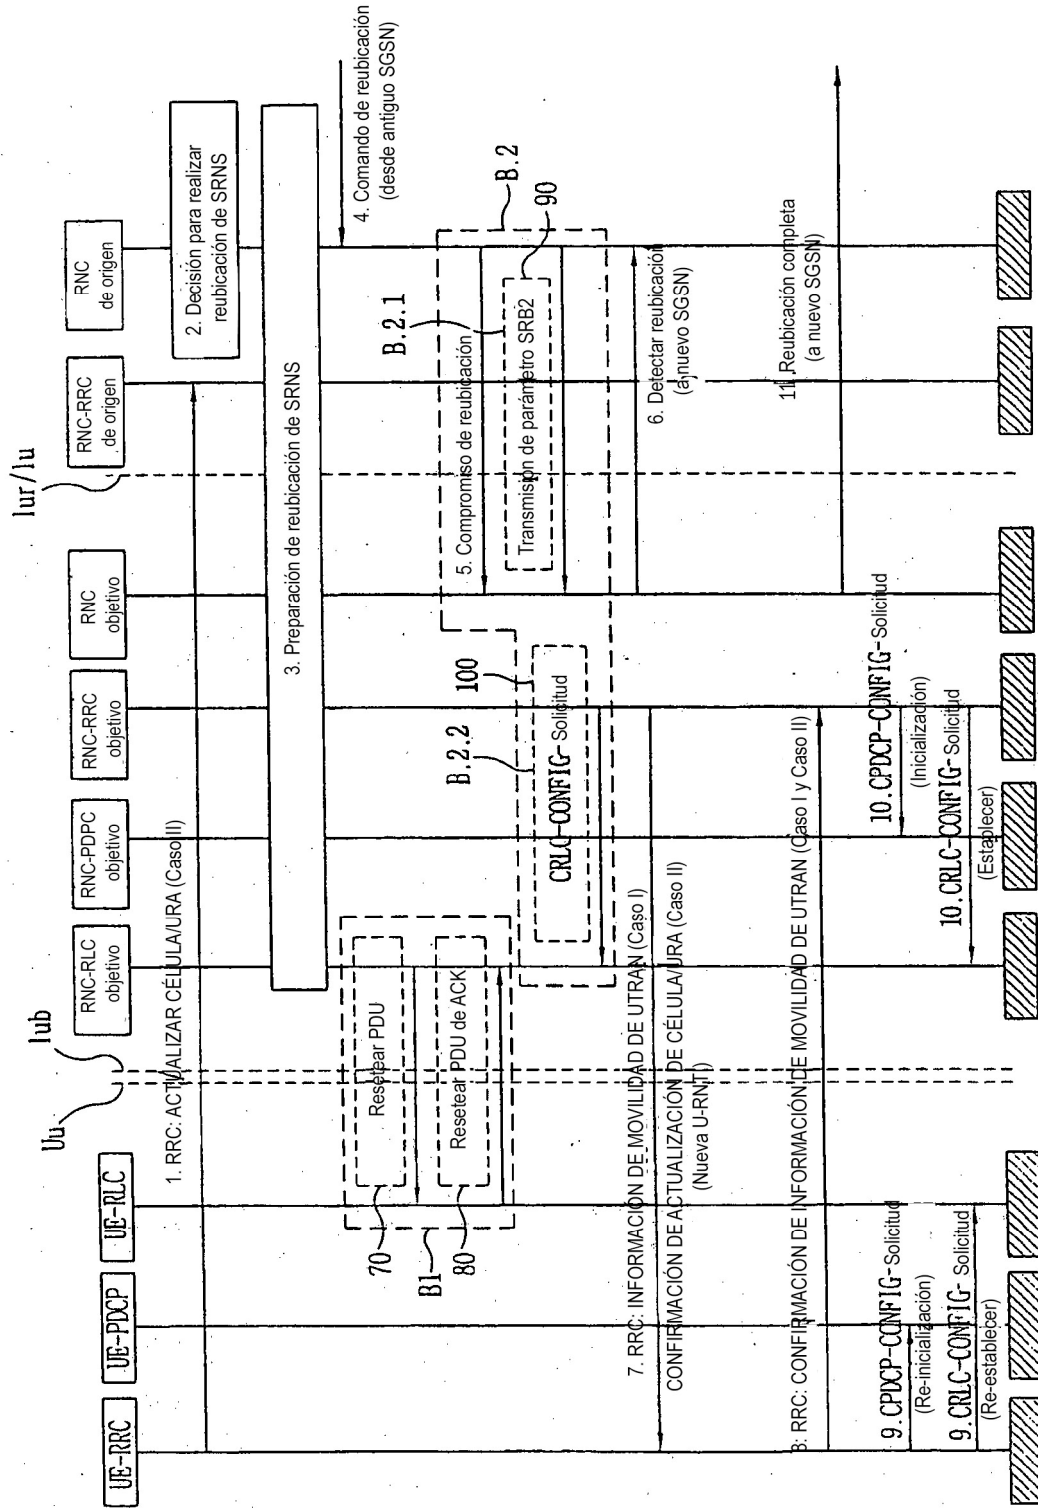 UE-RRC
UE-PDCP
UE-RLC
Uu
Iub
RNC-RLC
objetivo
RNC-PDPC
objetivo
RNC-RRC
objetivo
RNC
objetivo
Iur/Iu
RNC-RRC
de origen
RNC
de origen
1. RRC: ACTUALIZAR CÉLULA/URA (Caso II)
2. Decisión para realizar
reubicación de SRNS
3. Preparación de reubicación de SRNS
4. Comando de reubicación
(desde antiguo SGSN)
70
Resetear PDU
B1
80
Resetear PDU de ACK
B.2
B.2.1
5. Compromiso de reubicación
90
Transmisión de parámetro SRB2
B.2.2
100
CRLC-CONFIG-Solicitud
6. Detectar reubicación
(a nuevo SGSN)
7. RRC: INFORMACIÓN DE MOVILIDAD DE UTRAN (Caso I)
CONFIRMACIÓN DE ACTUALIZACIÓN DE CÉLULA/URA (Caso II)
(Nueva U-RNTI)
8. RRC: CONFIRMACIÓN DE INFORMACIÓN DE MOVILIDAD DE UTRAN (Caso I y Caso II)
9.CPDCP-CONFIG-Solicitud
(Re-inicialización)
9.CRLC-CONFIG-Solicitud
(Re-establecer)
10.CPDCP-CONFIG-Solicitud
(Inicialización)
10.CRLC-CONFIG-Solicitud
(Establecer)
11. Reubicación completa
(a nuevo SGSN)